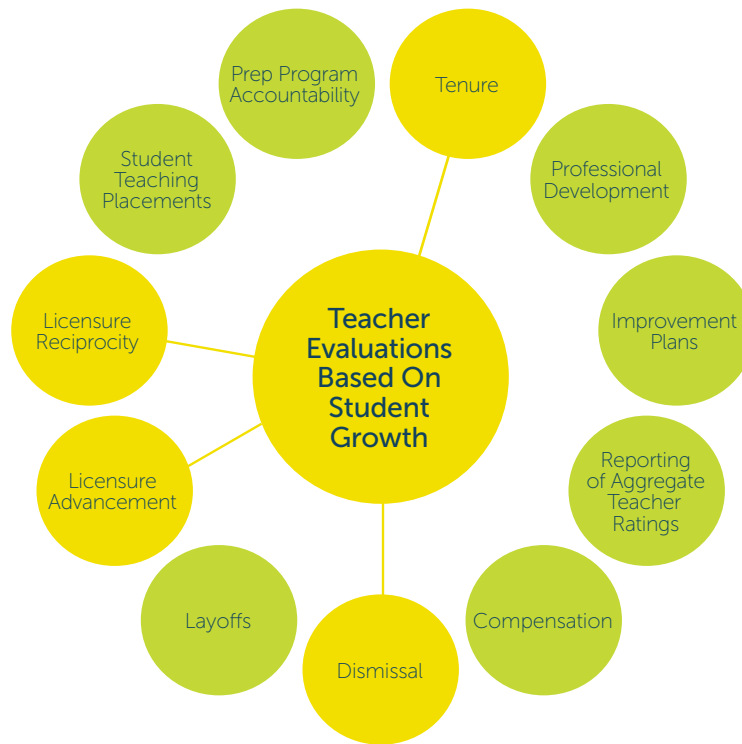 Prep Program
Accountability
Tenure
Student
Teaching
Placements
Professional
Development
Licensure
Reciprocity
Teacher
Evaluations
Based On
Student
Growth
Improvement
Plans
Licensure
Advancement
Reporting
of Aggregate
Teacher
Ratings
Layoffs
Compensation
Dismissal